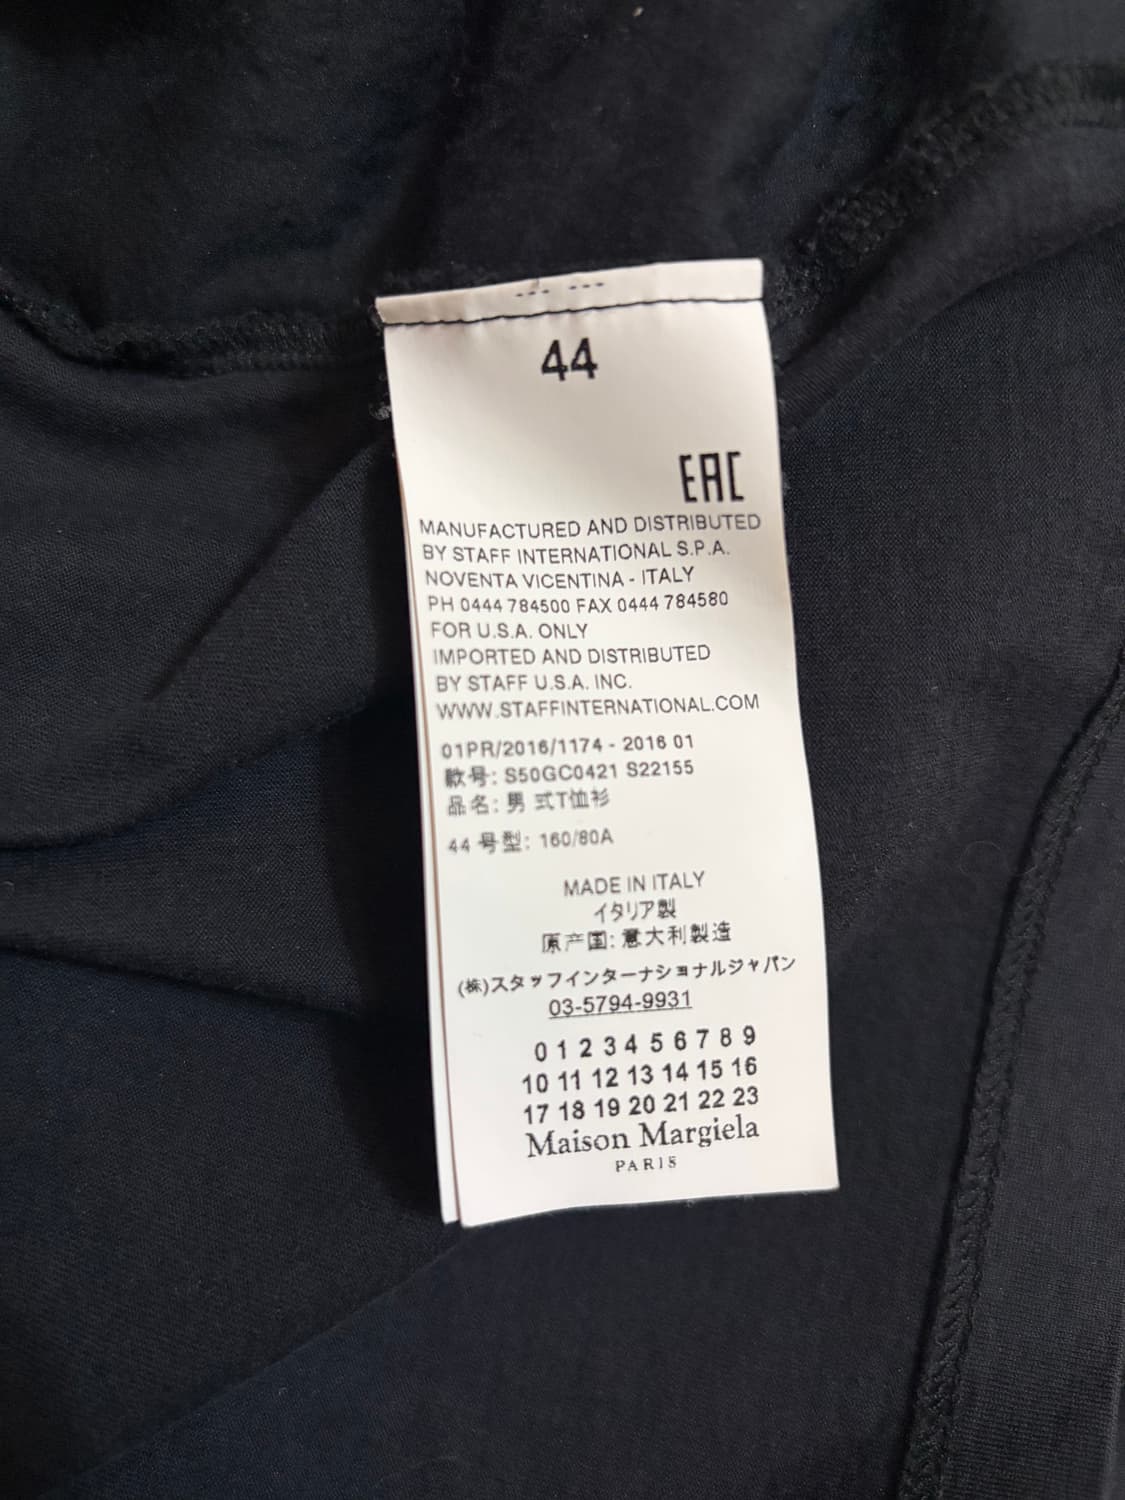 44
EAC
MANUFACTURED AND DISTRIBUTED
BY STAFF INTERNATIONAL S.P.A.
NOVENTA VICENTINA - ITALY
PH 0444 784500 FAX 0444 784580
FOR U.S.A. ONLY
IMPORTED AND DISTRIBUTED
BY STAFF U.S.A. INC.
WWW.STAFFINTERNATIONAL.COM
01PR/2016/1174 - 2016 01
款号: S50GC0421 S22155
品名: 男 式T恤衫
44 号型: 160/80A
MADE IN ITALY
イタリア製
原产国: 意大利製造
(株)スタッフインターナショナルジャパン
03-5794-9931
0 1 2 3 4 5 6 7 8 9
10 11 12 13 14 15 16
17 18 19 20 21 22 23
Maison Margiela
PARIS